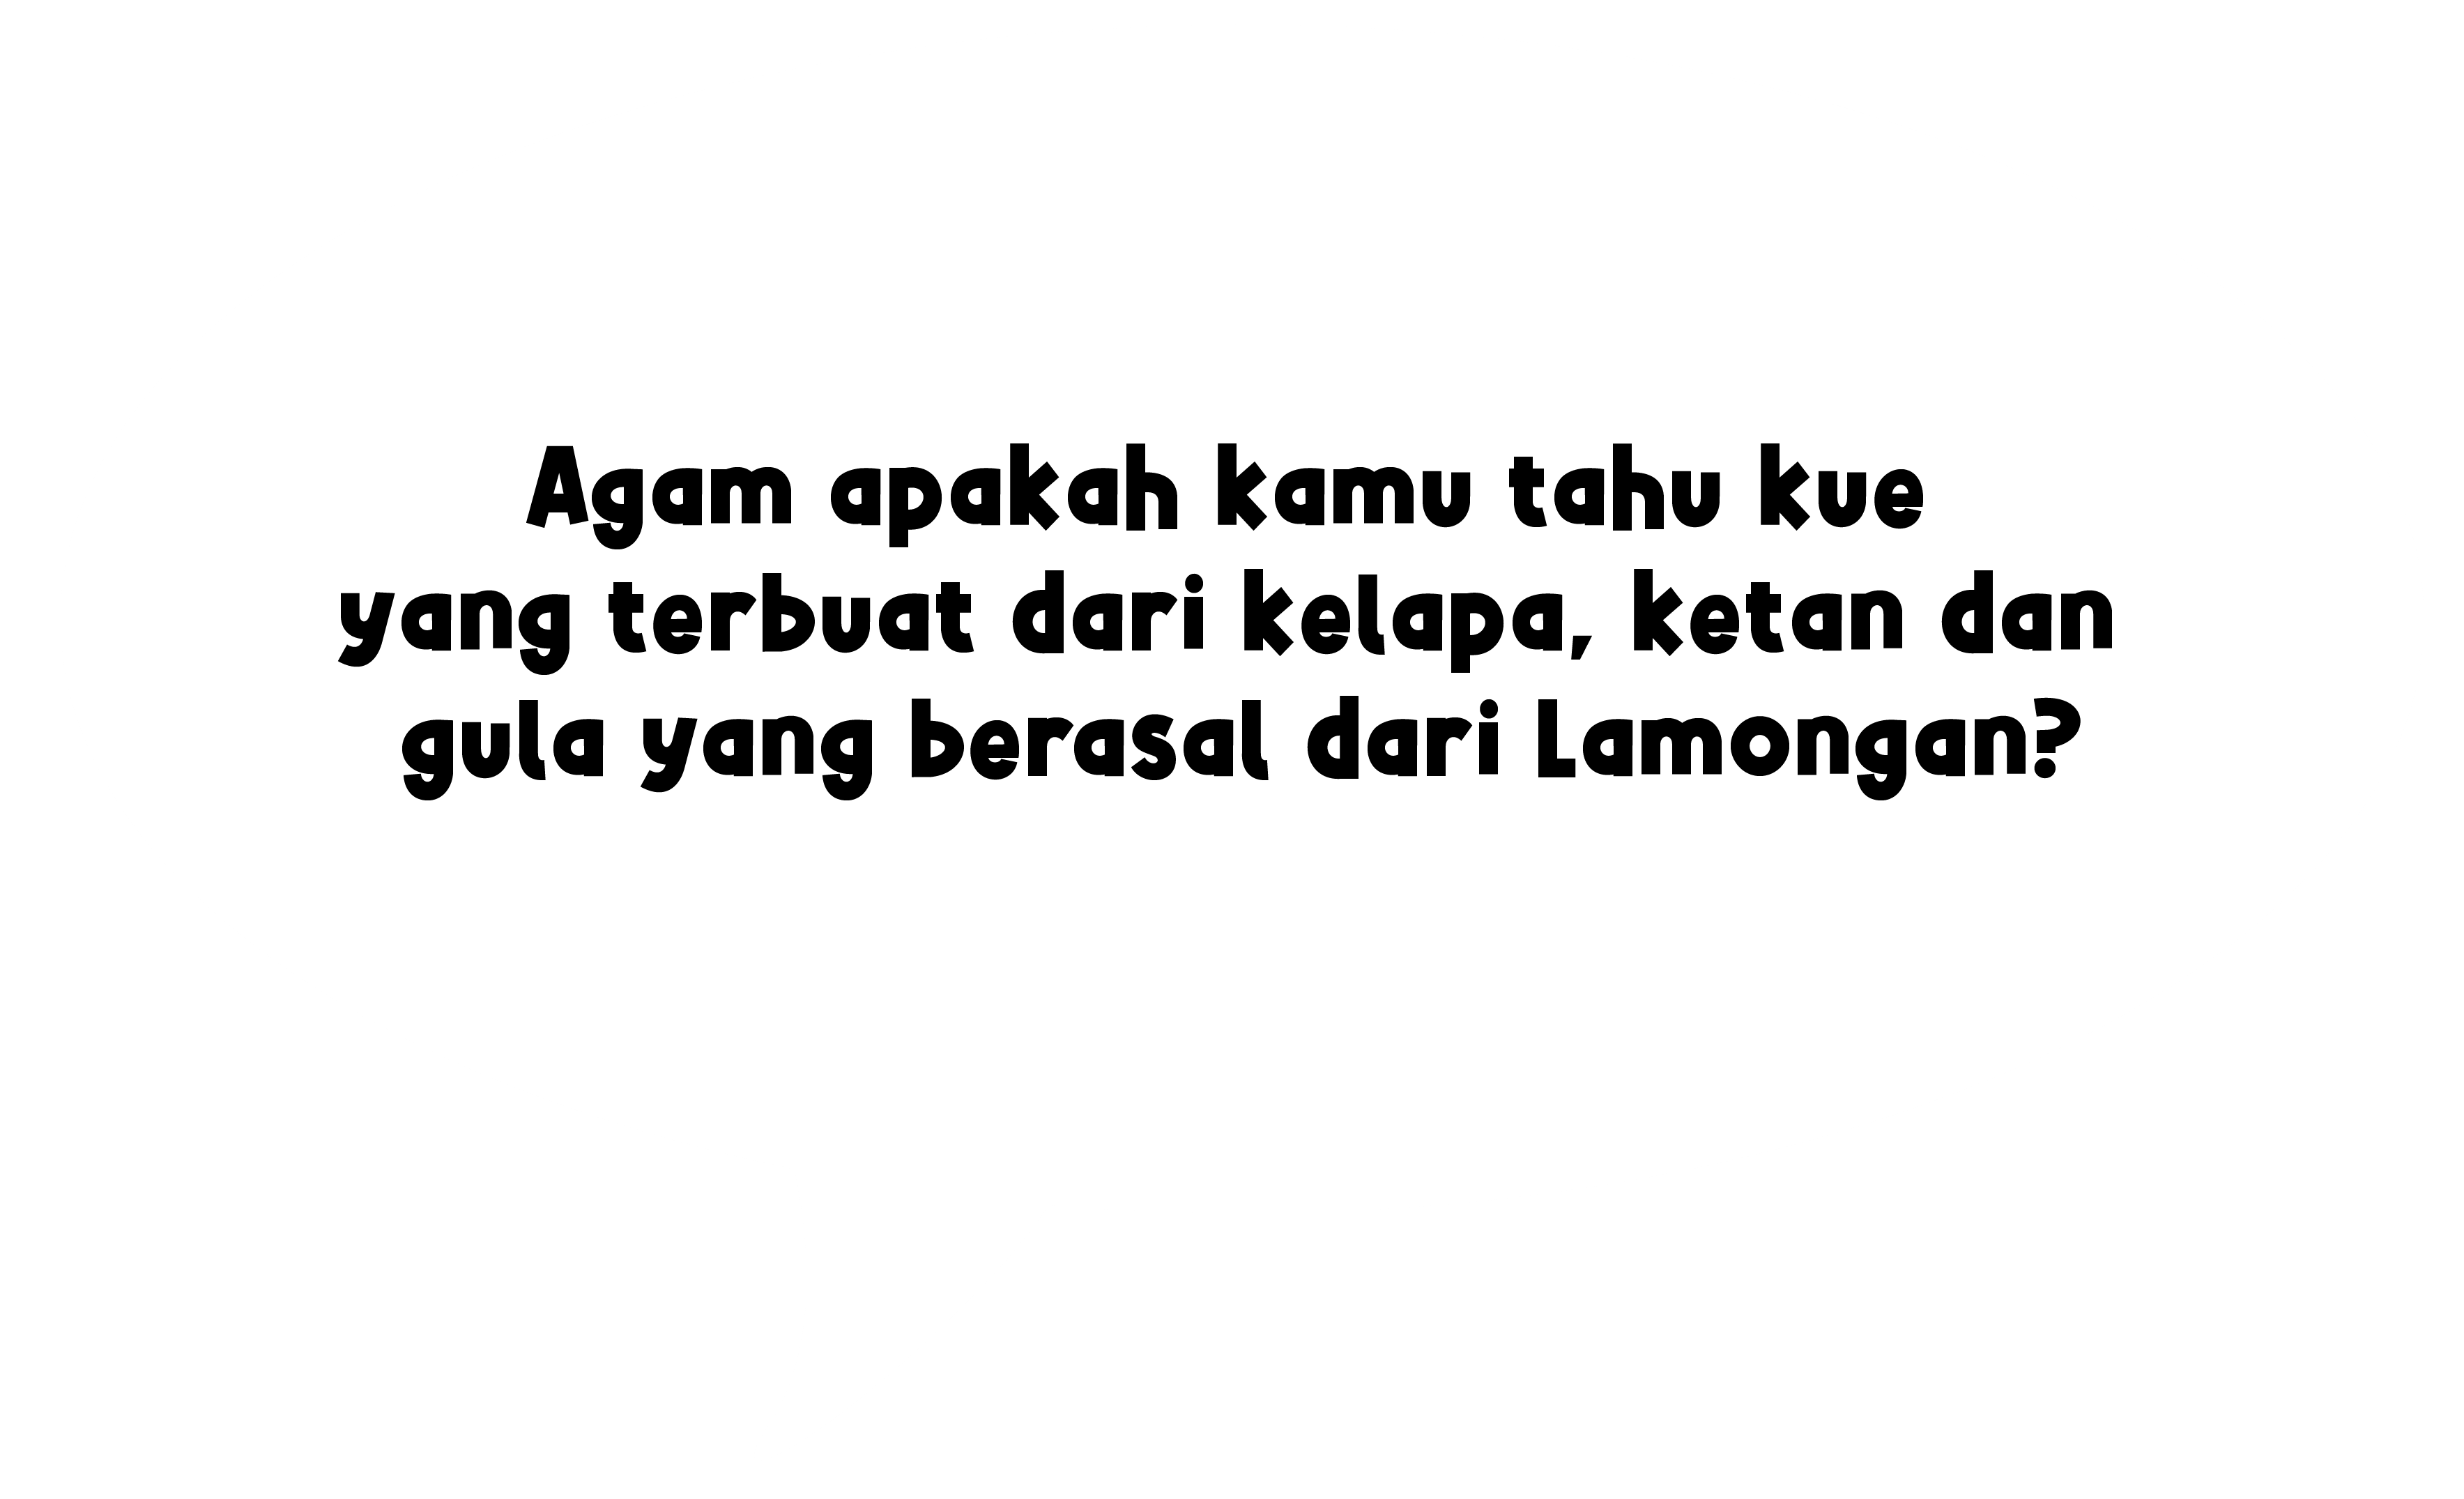 Agam apakah kamu tahu kue
yang terbuat dari kelapa, ketan dan
gula yang berasal dari Lamongan?